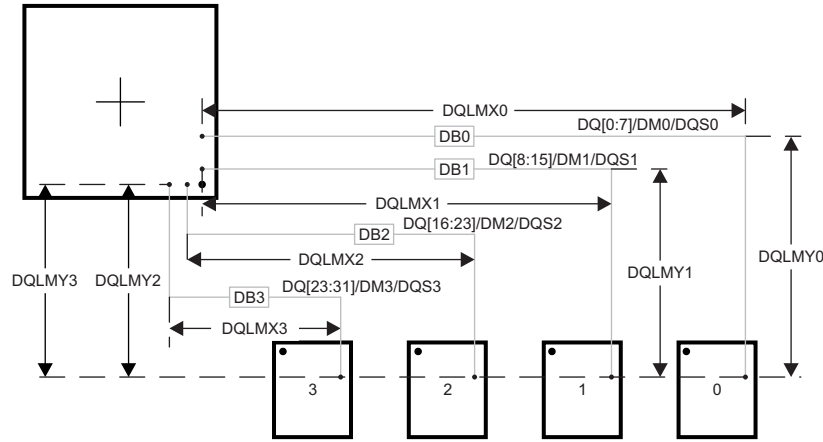 DQLMX0
DQ[0:7]/DM0/DQS0
DB0
DQ[8:15]/DM1/DQS1
DB1
DQLMX1
DQ[16:23]/DM2/DQS2
DB2
DQLMX2
DQLMY0
DQLMY1
DQLMY3
DQLMY2
DQ[23:31]/DM3/DQS3
DB3
DQLMX3
3
2
1
0